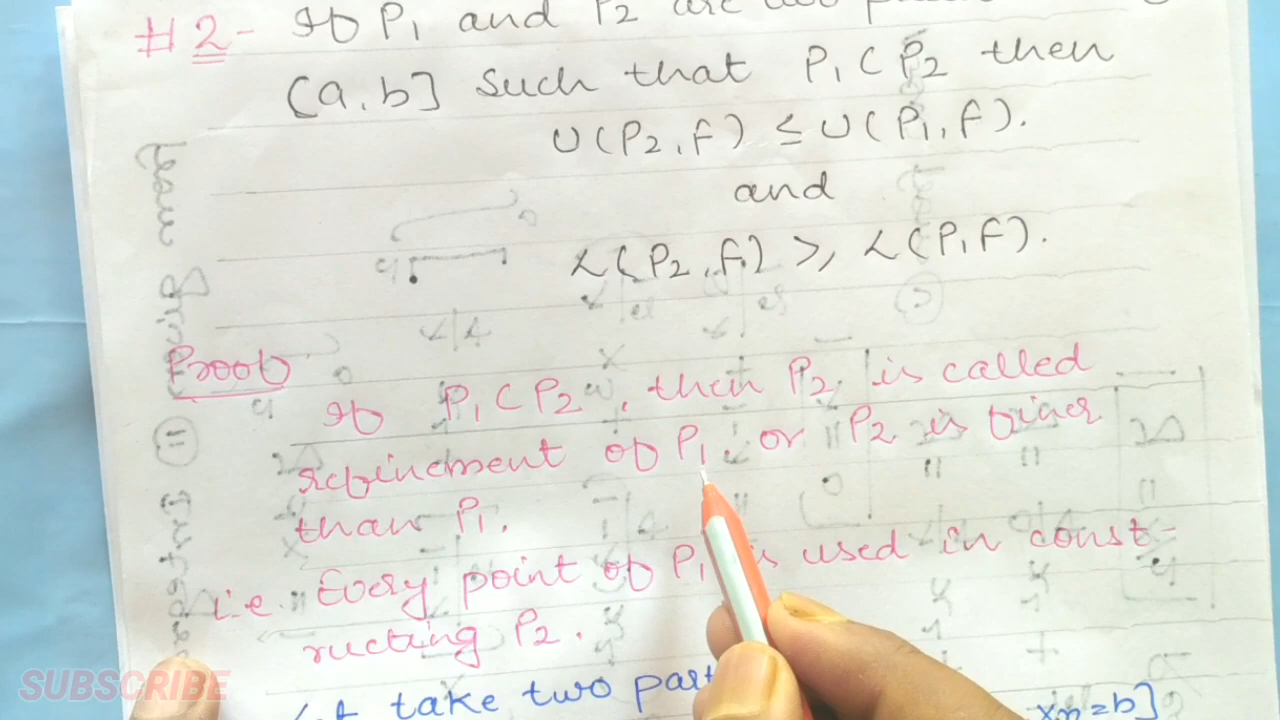 #2- If P1 and P2 are two
[a,b] Such that P1 ⊂ P2 then
U(P2,f) ≤ U(P1,f).
and
L(P2,f) ≥ L(P1f).
Proof
If P1 ⊂ P2, then P2 is called
refinement of P1. or P2 is finer
than P1.
i.e. Every point of P1 is used in const-
ructing P2.
take two xn=b]
SUBSCRIBE